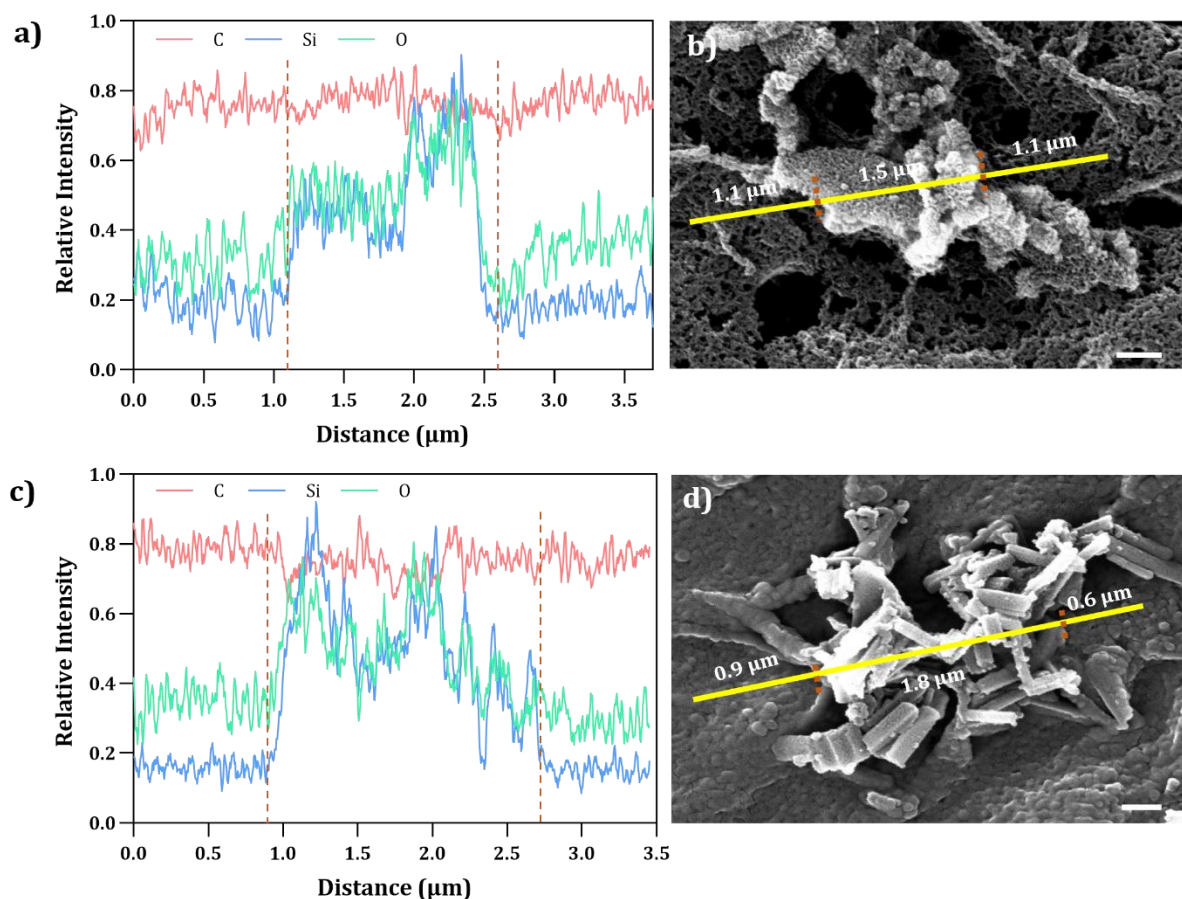 a)
C Si O
Relative Intensity
1.0
0.8
0.6
0.4
0.2
0.0
0.0 0.5 1.0 1.5 2.0 2.5 3.0 3.5
Distance (µm)
b)
1.1 µm
1.5 µm
1.1 µm
c)
C Si O
Relative Intensity
1.0
0.8
0.6
0.4
0.2
0.0
0.0 0.5 1.0 1.5 2.0 2.5 3.0 3.5
Distance (µm)
d)
0.6 µm
0.9 µm
1.8 µm